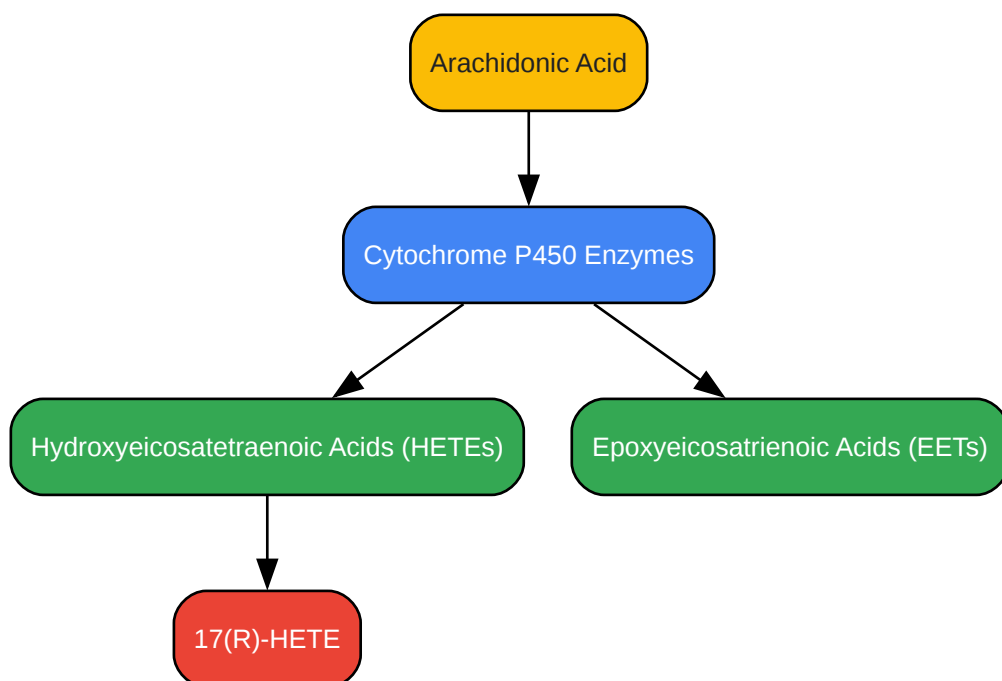 Arachidonic Acid
Cytochrome P450 Enzymes
Hydroxyeicosatetraenoic Acids (HETEs)
Epoxyeicosatrienoic Acids (EETs)
17(R)-HETE